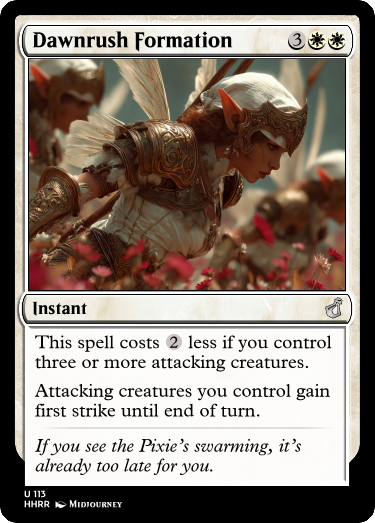 Dawnrush Formation 3
Instant
This spell costs 2 less if you control
three or more attacking creatures.
Attacking creatures you control gain
first strike until end of turn.
If you see the Pixie's swarming, it's
already too late for you.
U 113
HHRR Midjourney